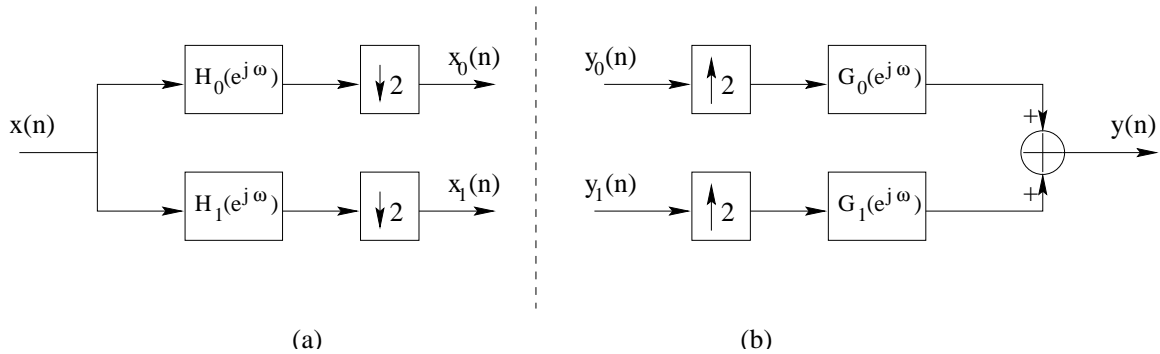 x(n)
H₀(e^{jω})
↓2
x₀(n)
H₁(e^{jω})
↓2
x₁(n)
(a)
y₀(n)
↑2
G₀(e^{jω})
+
y₁(n)
↑2
G₁(e^{jω})
+
y(n)
(b)